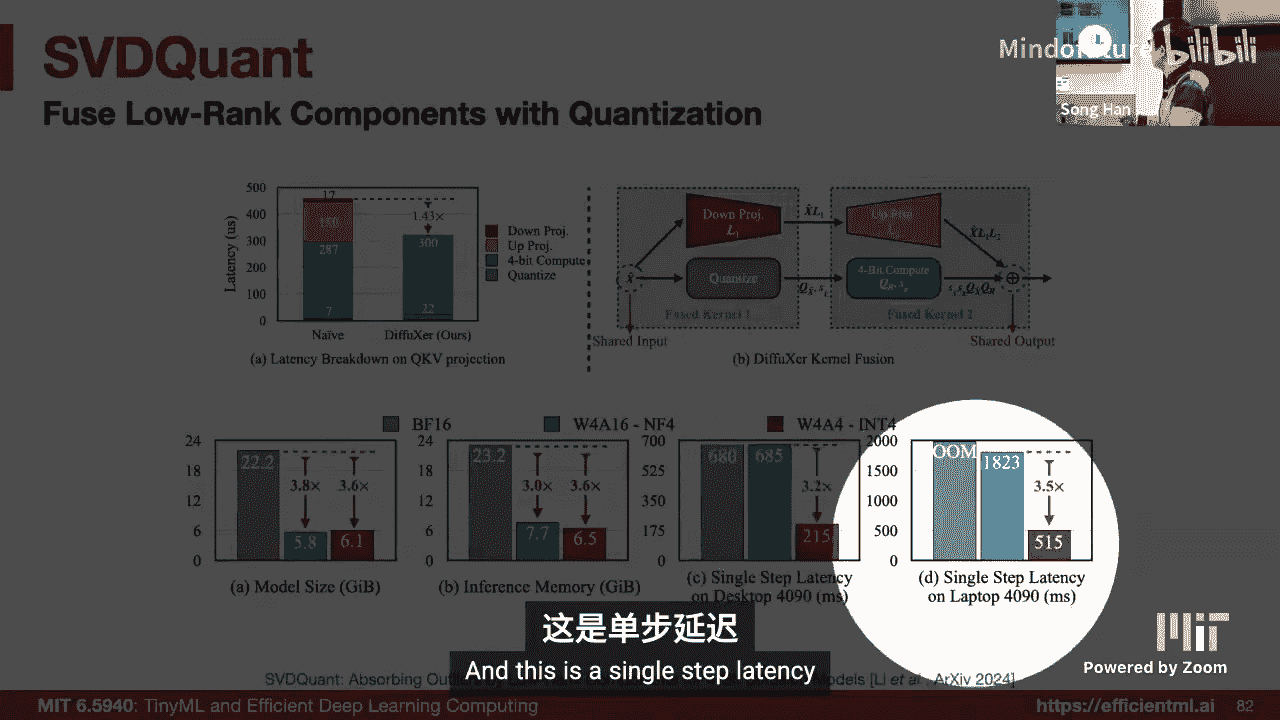 SVDQuant
Fuse Low-Rank Components with Quantization
bilibili
Song Han
500
400
300
200
100
0
Latency (us)
17
150
287
7
1.43×
300
22
Naïve
DiffuXer (Ours)
Down Proj.
Up Proj.
4-bit Compute
Quantize
(a) Latency Breakdown on QKV projection
Down Proj.
L₁
Quantize
Fused Kernel 1
Shared Input
X̂L₁
Up Proj.
4-Bit Compute
Fused Kernel 2
X̂L₁L₂
Shared Output
(b) DiffuXer Kernel Fusion
BF16
W4A16 - NF4
W4A4 - INT4
24
18
12
6
0
22.2
3.8×
3.6×
5.8
6.1
(a) Model Size (GiB)
24
18
12
6
0
23.2
3.0×
3.6×
7.7
6.5
(b) Inference Memory (GiB)
700
525
350
175
0
680
685
3.2×
215
(c) Single Step Latency
on Desktop 4090 (ms)
2000
1500
1000
500
0
OOM
1823
3.5×
515
(d) Single Step Latency
on Laptop 4090 (ms)
这是单步延迟
And this is a single step latency
SVDQuant: Absorbing
Models [Li et al., ArXiv 2024]
MIT
Powered by Zoom
MIT 6.5940: TinyML and Efficient Deep Learning Computing
https://efficientml.ai
82